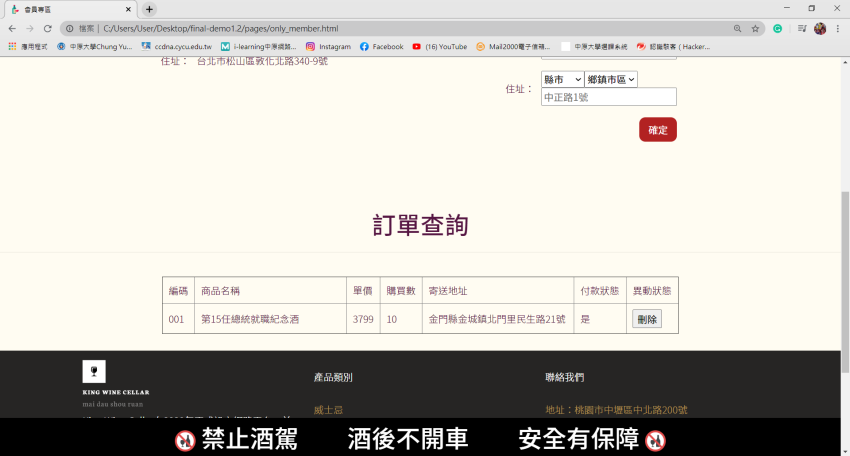 會員專區
檔案 | C:/Users/User/Desktop/final-demo1.2/pages/only_member.html
應用程式 中原大學Chung Yu... ccdna.cycu.edu.tw i-learning中原網路... Instagram Facebook (16) YouTube Mail2000電子信箱... 中原大學選課系統 認識駭客 ( Hacker...
住址： 台北市松山區敦化北路340-9號
住址： 縣市 鄉鎮市區
中正路1號
確定
訂單查詢
編碼 商品名稱 單價 購買數 寄送地址 付款狀態 異動狀態
001 第15任總統就職紀念酒 3799 10 金門縣金城鎮北門里民生路21號 是 刪除
KING WINE CELLAR
mai dau shou ruan
產品類別
威士忌
聯絡我們
地址：桃園市中壢區中北路200號
禁止酒駕 酒後不開車 安全有保障